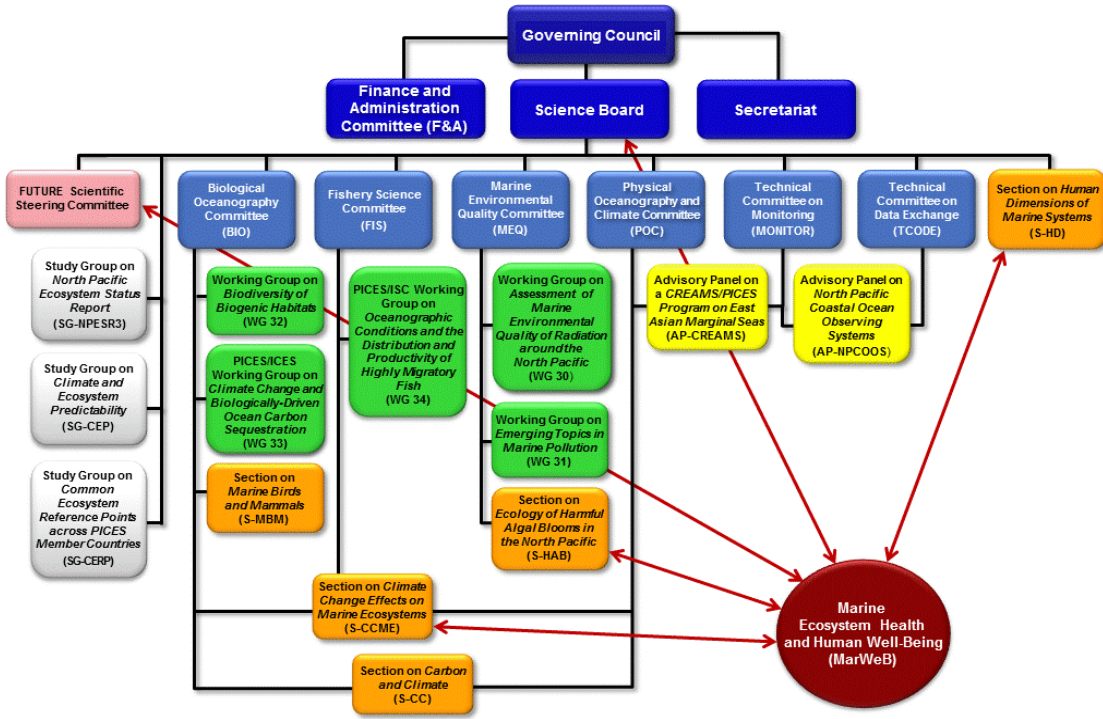 Governing Council
Finance and
Administration
Committee (F&A)
Science Board
Secretariat
FUTURE Scientific
Steering Committee
Biological
Oceanography
Committee
(BIO)
Fishery Science
Committee
(FIS)
Marine
Environmental
Quality Committee
(MEQ)
Physical
Oceanography
and Climate Committee
(POC)
Technical
Committee on
Monitoring
(MONITOR)
Technical
Committee on
Data Exchange
(TCODE)
Section on Human
Dimensions of
Marine Systems
(S-HD)
Study Group on
North Pacific
Ecosystem Status
Report
(SG-NPESR3)
Study Group on
Climate and
Ecosystem
Predictability
(SG-CEP)
Study Group on
Common
Ecosystem
Reference Points
across PICES
Member Countries
(SG-CERP)
Working Group on
Biodiversity of
Biogenic Habitats
(WG 32)
PICES/ICES
Working Group on
Climate Change and
Biologically-Driven
Ocean Carbon
Sequestration
(WG 33)
Section on
Marine Birds
and Mammals
(S-MBM)
PICES/ISC Working
Group on
Oceanographic
Conditions and the
Distribution and
Productivity of
Highly Migratory
Fish
(WG 34)
Working Group on
Assessment of
Marine
Environmental
Quality of Radiation
around the
North Pacific
(WG 30)
Working Group on
Emerging Topics in
Marine Pollution
(WG 31)
Section on
Ecology of Harmful
Algal Blooms in
the North Pacific
(S-HAB)
Advisory Panel on
a CREAMS/PICES
Program on East
Asian Marginal Seas
(AP-CREAMS)
Advisory Panel on
North Pacific
Coastal Ocean
Observing
Systems
(AP-NPCOOS)
Section on Climate
Change Effects on
Marine Ecosystems
(S-CCME)
Section on Carbon
and Climate
(S-CC)
Marine
Ecosystem Health
and Human Well-Being
(MarWeB)